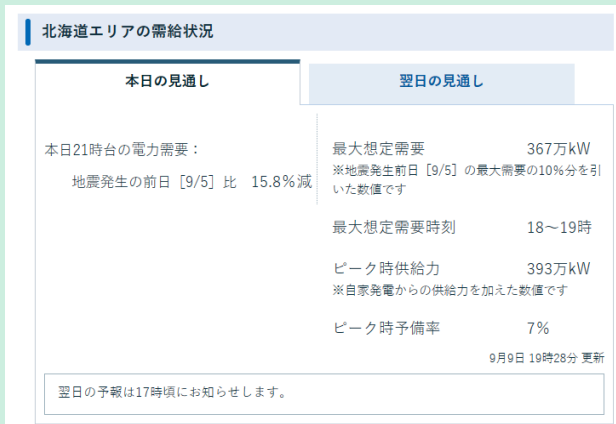 北海道エリアの需給状況
本日の見通し
翌日の見通し
本日21時台の電力需要：
地震発生の前日［9/5］比 15.8％減
最大想定需要 367万kW
※地震発生前日［9/5］の最大需要の10％分を引
いた数値です
最大想定需要時刻 18〜19時
ピーク時供給力 393万kW
※自家発電からの供給力を加えた数値です
ピーク時予備率 7％
9月9日 19時28分 更新
翌日の予報は17時頃にお知らせします。